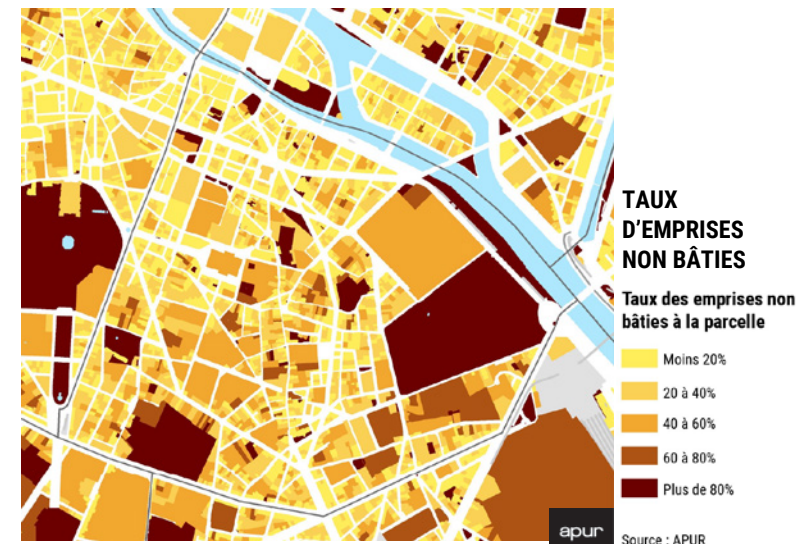 TAUX
D'EMPRISES
NON BÂTIES
Taux des emprises non
bâties à la parcelle
Moins 20%
20 à 40%
40 à 60%
60 à 80%
Plus de 80%
apur
Source : APUR